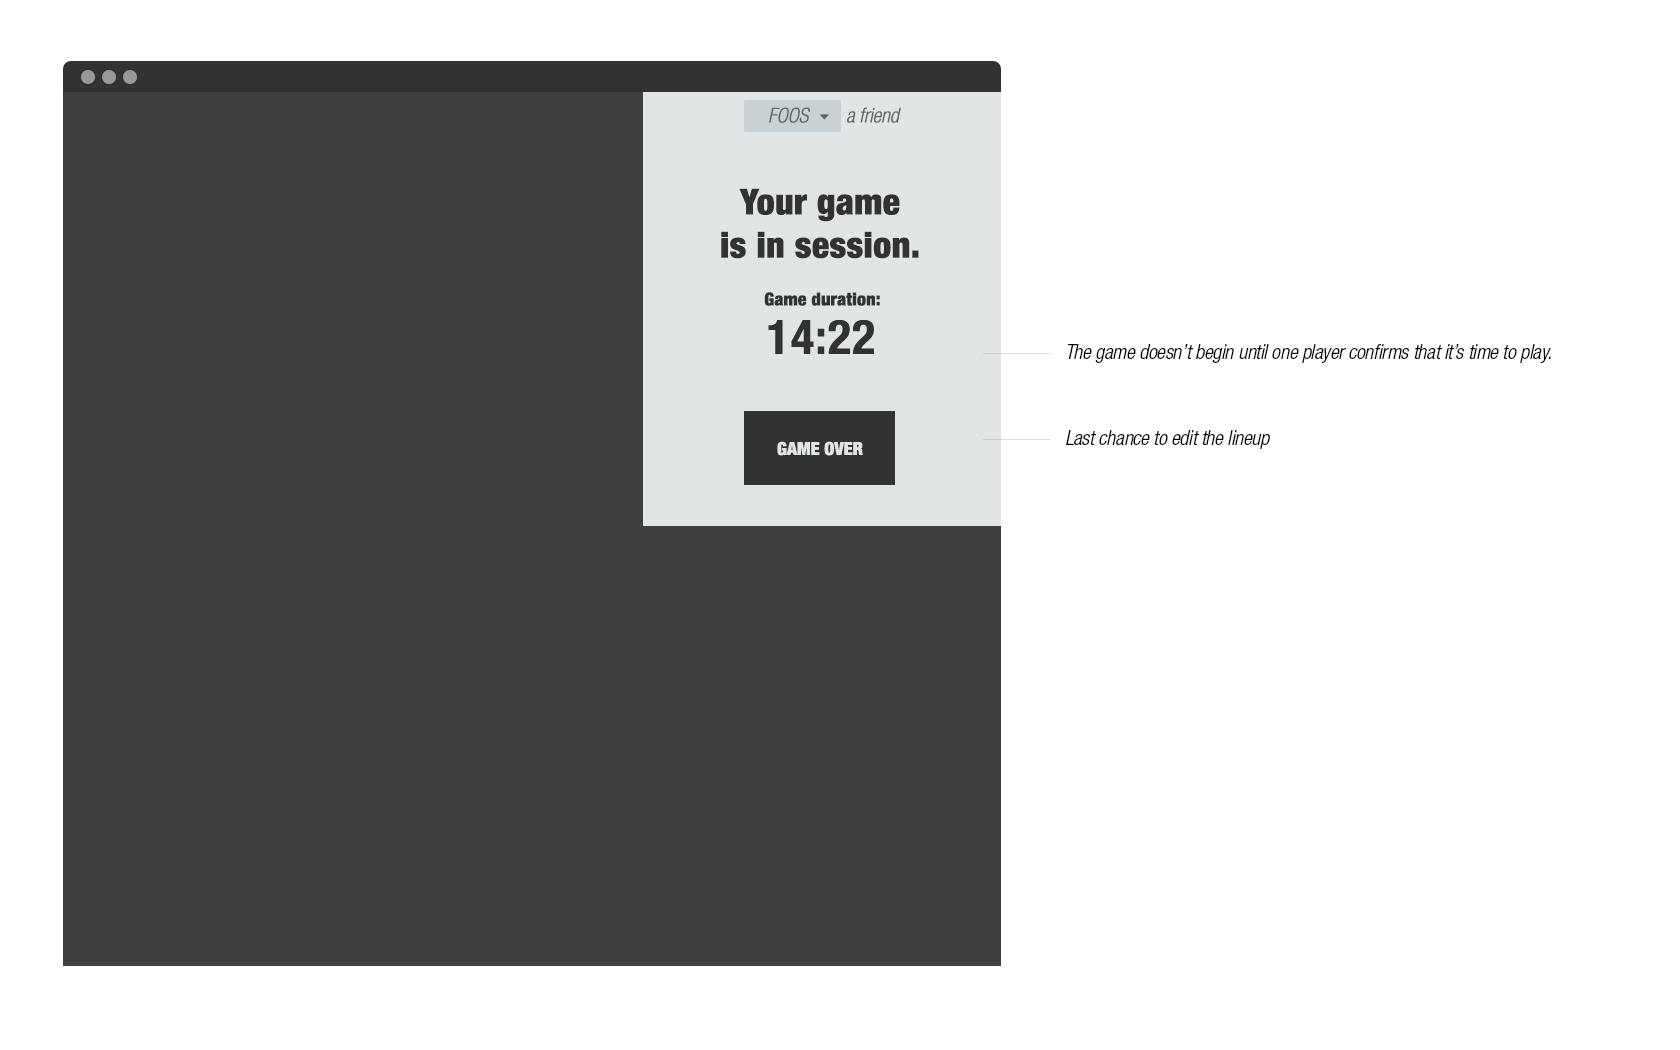 FOOS a friend
Your game
is in session.
Game duration:
14:22
The game doesn't begin until one player confirms that it's time to play.
Last chance to edit the lineup
GAME OVER